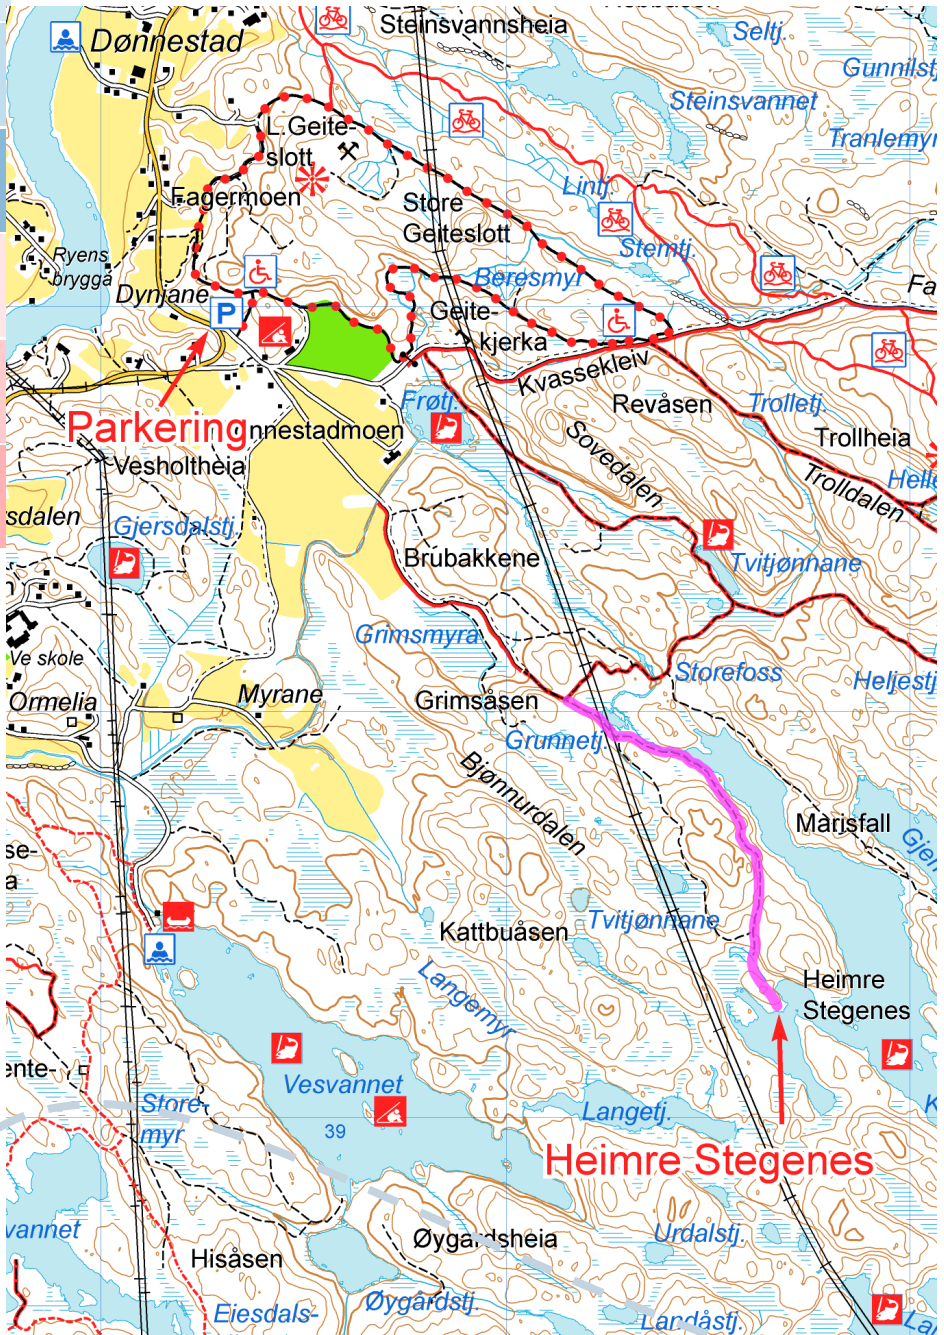 Steinsvannsheia
Seltj.
Dønnestad
Steinsvannet
Tranlemyr
L.Geite-
slott
Fagermoen
Lintj.
Store
Geiteslott
Stemtj.
Ryens
brygga
Dynjane
Beresmyr
P
Geite-
kjerka
Kvassekleiv
Revåsen
Frøtj.
Trolletj.
Parkering
nnestadmoen
Vesholtheia
Sovedalen
Trollheia
Trolldalen
sdalen
Gjersdalstj.
Brubakkene
Tvitjønnane
Grimsmyra
Ve skole
Ormelia
Myrane
Grimsåsen
Storefoss
Heljestj
Grunnetj.
Bjønnurdalen
Marisfall
se-
a
Kattbuåsen
Tvitjønnane
Langemyr
Heimre
Stegenes
ente-
Vesvannet
Store-
myr
39
Langetj.
Heimre Stegenes
vannet
Hisåsen
Øygardsheia
Urdalstj.
Eiesdals-
Øygardstj.
Landåstj.